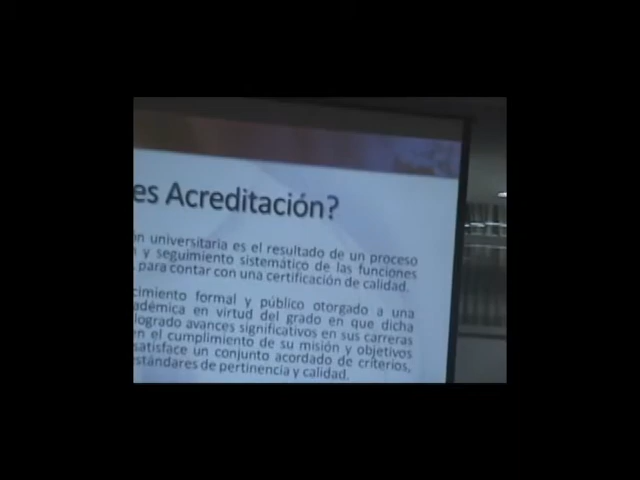 es Acreditación?
ón universitaria es el resultado de un proceso
n y seguimiento sistemático de las funciones
para contar con una certificación de calidad.
cimiento formal y público otorgado a una
adémica en virtud del grado en que dicha
logrado avances significativos en sus carreras
en el cumplimiento de su misión y objetivos
satisface un conjunto acordado de criterios,
stándares de pertinencia y calidad.